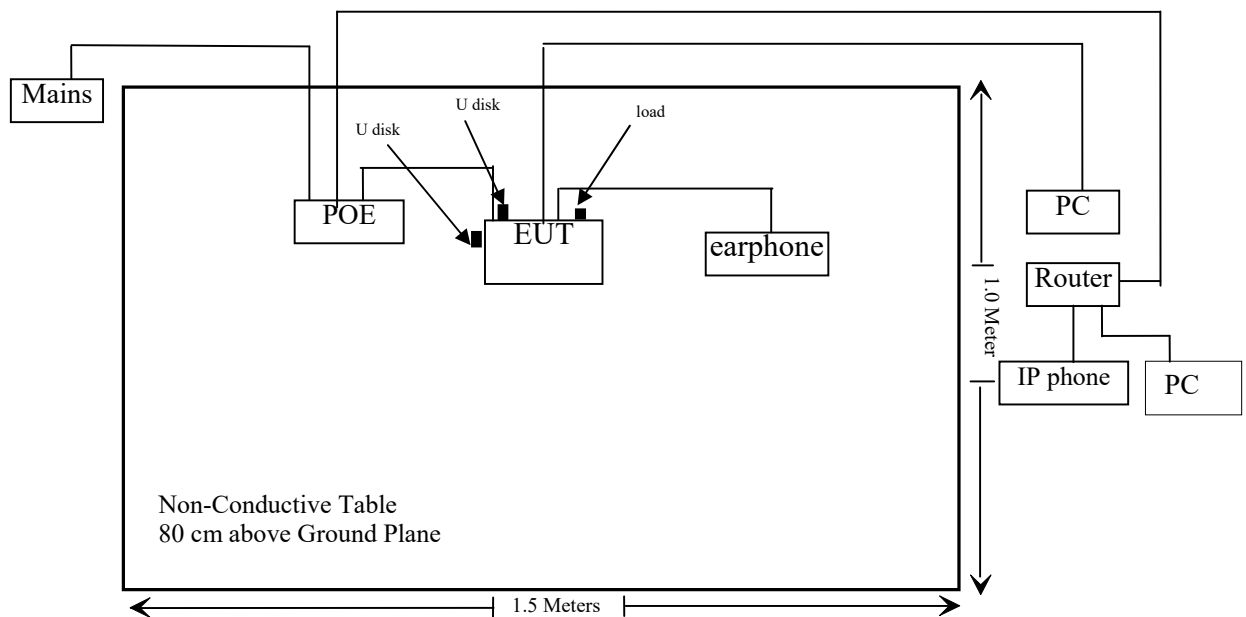 Mains
U disk
U disk
load
POE
EUT
earphone
PC
Router
1.0 Meter
IP phone
PC
Non-Conductive Table
80 cm above Ground Plane
1.5 Meters